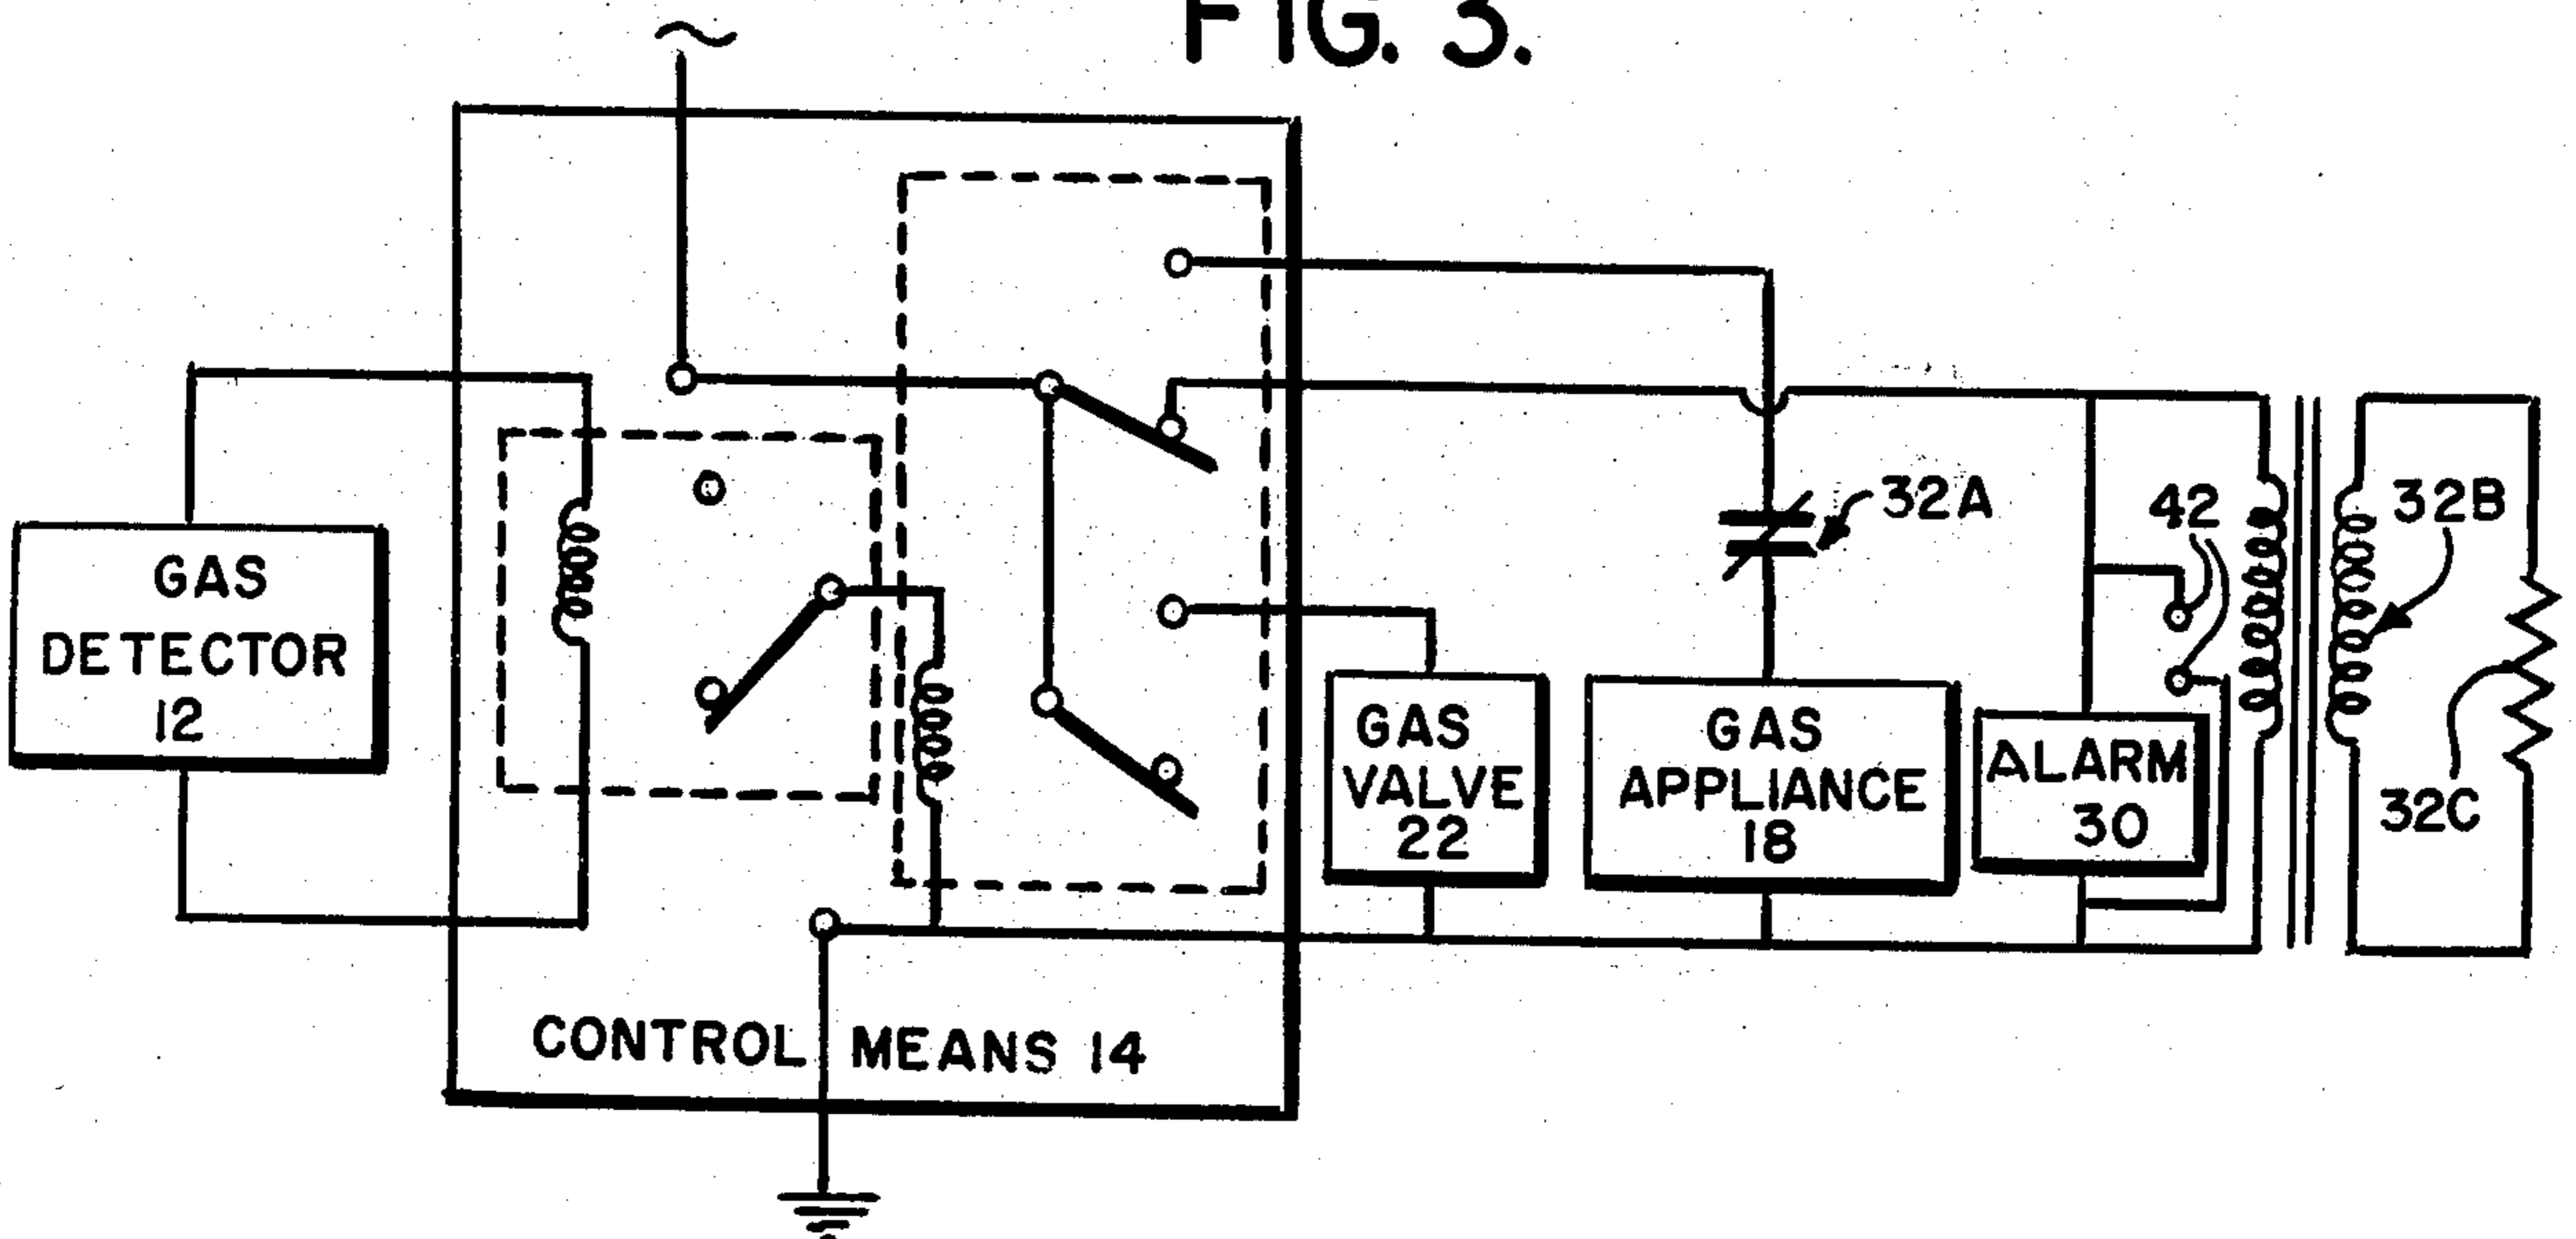 FIG. 3.
32A
42
32B
GAS
DETECTOR
12
GAS
VALVE
22
GAS
APPLIANCE
18
ALARM
30
32C
CONTROL MEANS 14